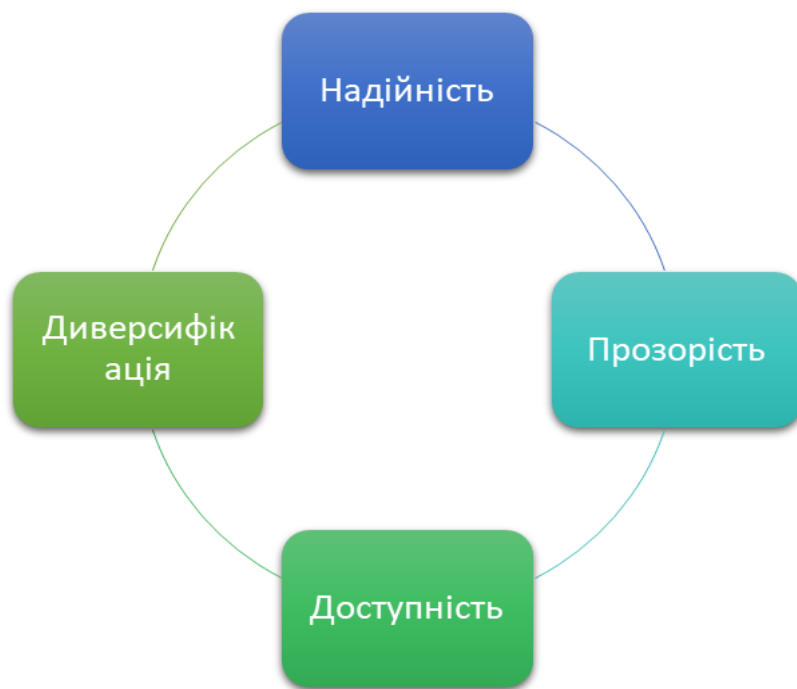 Надійність
Прозорість
Доступність
Диверсифік
ація